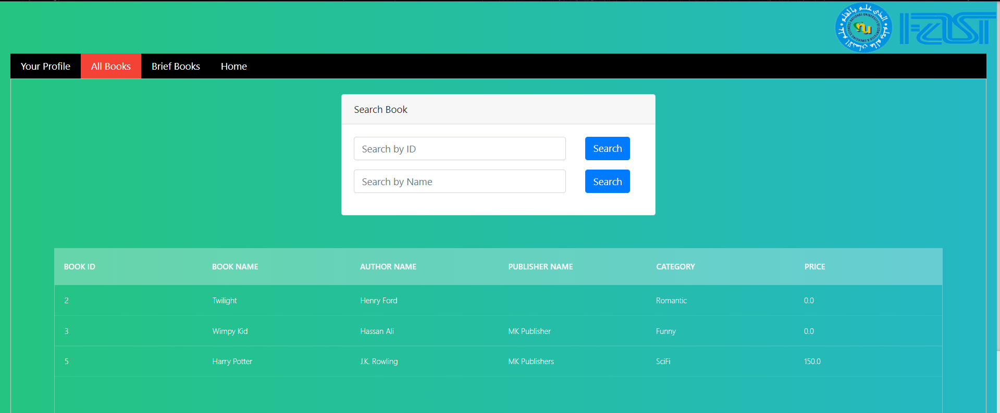 FAST
Your Profile All Books Brief Books Home
Search Book
Search by ID Search
Search by Name Search
BOOK ID BOOK NAME AUTHOR NAME PUBLISHER NAME CATEGORY PRICE
2 Twilight Henry Ford Romantic 0.0
3 Wimpy Kid Hassan Ali MK Publisher Funny 0.0
5 Harry Potter J.K. Rowling MK Publishers SciFi 150.0